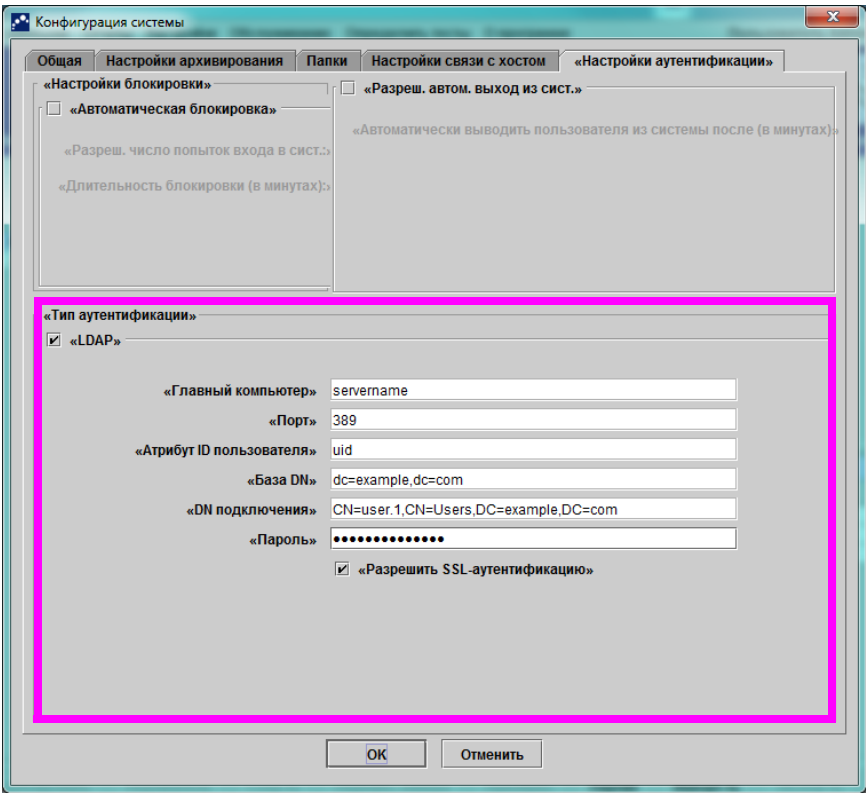 Конфигурация системы
Общая
Настройки архивирования
Папки
Настройки связи с хостом
«Настройки аутентификации»
«Настройки блокировки»
«Автоматическая блокировка»
«Разреш. число попыток входа в сист.:»
«Длительность блокировки (в минутах):»
«Разреш. автом. выход из сист.»
«Автоматически выводить пользователя из системы после (в минутах):»
«Тип аутентификации»
«LDAP»
«Главный компьютер» servername
«Порт» 389
«Атрибут ID пользователя» uid
«База DN» dc=example,dc=com
«DN подключения» CN=user.1,CN=Users,DC=example,DC=com
«Пароль» ••••••••••••••
«Разрешить SSL-аутентификацию»
OK
Отменить